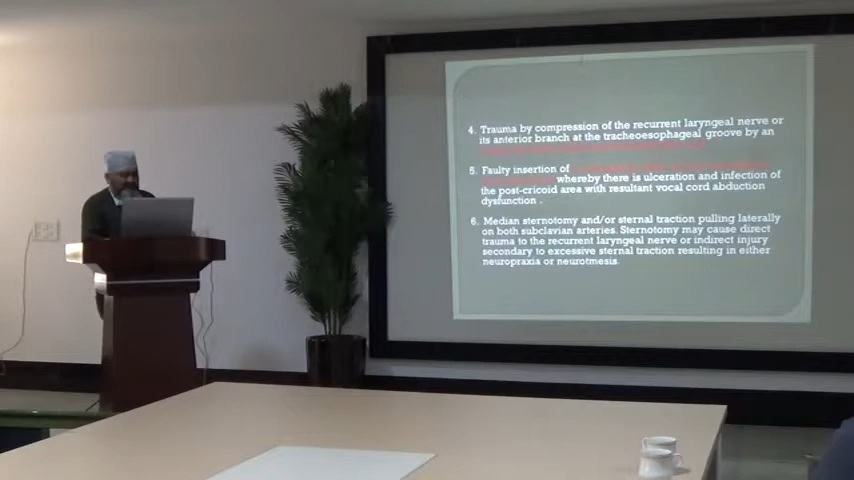 4. Trauma by compression of the recurrent laryngeal nerve or
its anterior branch at the tracheoesophageal groove by an
5. Faulty insertion of
whereby there is ulceration and infection of
the post-cricoid area with resultant vocal cord abduction
dysfunction .
6. Median sternotomy and/or sternal traction pulling laterally
on both subclavian arteries. Sternotomy may cause direct
trauma to the recurrent laryngeal nerve or indirect injury
secondary to excessive sternal traction resulting in either
neuropraxia or neurotmesis.